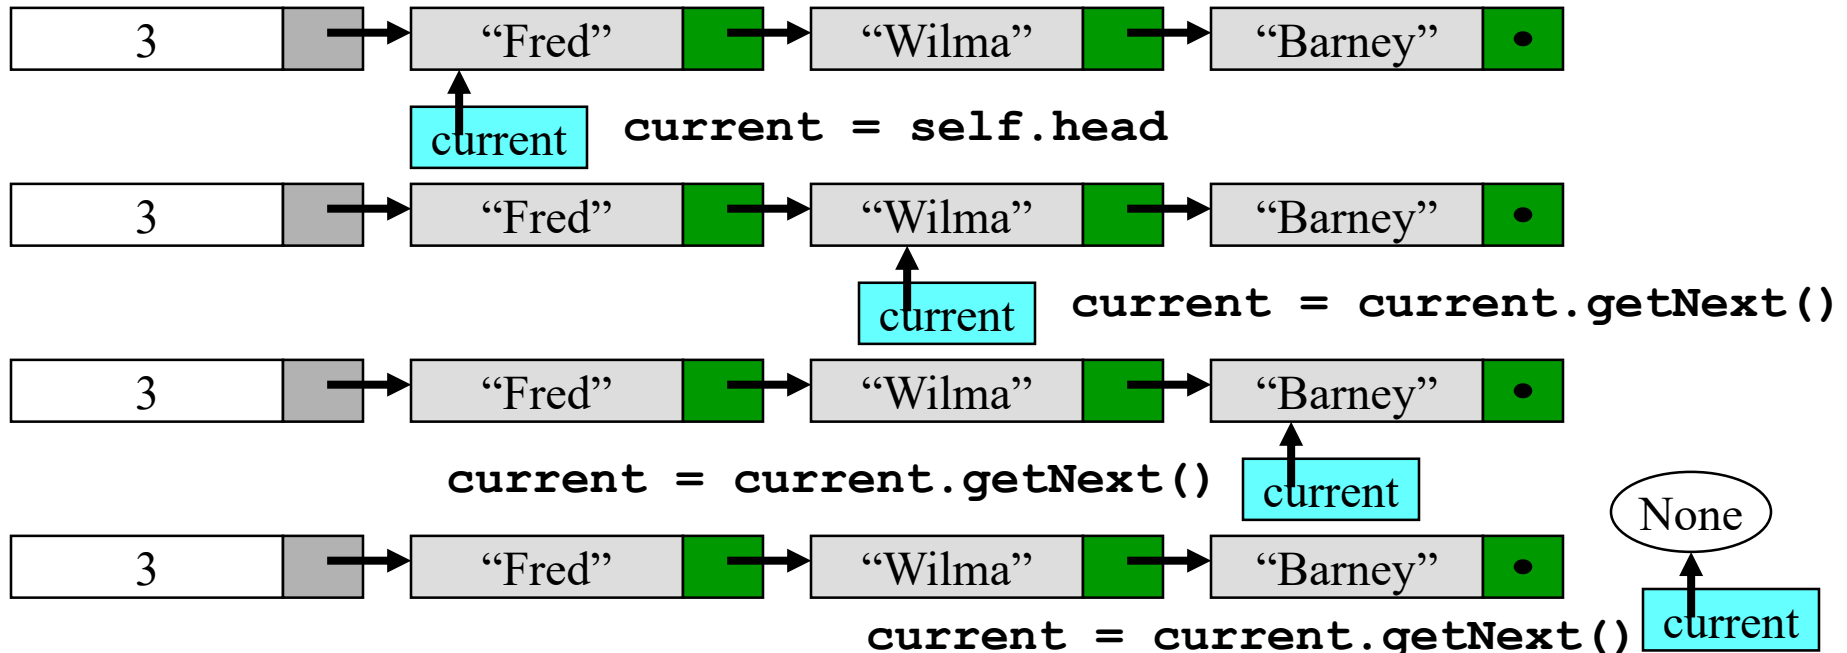 3 “Fred” “Wilma” “Barney”
current current = self.head
3 “Fred” “Wilma” “Barney”
current current = current.getNext()
3 “Fred” “Wilma” “Barney”
current = current.getNext() current
None
3 “Fred” “Wilma” “Barney”
current = current.getNext() current